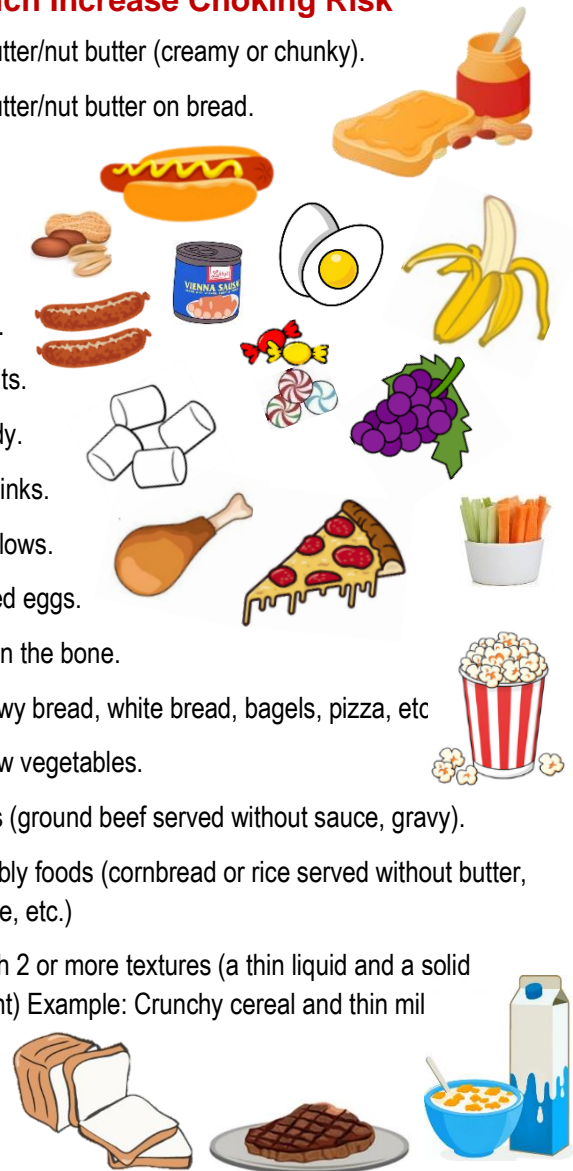 ich Increase Choking Risk
utter/nut butter (creamy or chunky).
utter/nut butter on bread.
VIENNA SAUSA
.
ts.
dy.
inks.
lows.
ed eggs.
n the bone.
wy bread, white bread, bagels, pizza, etc
w vegetables.
s (ground beef served without sauce, gravy).
bly foods (cornbread or rice served without butter,
e, etc.)
h 2 or more textures (a thin liquid and a solid
nt) Example: Crunchy cereal and thin mil